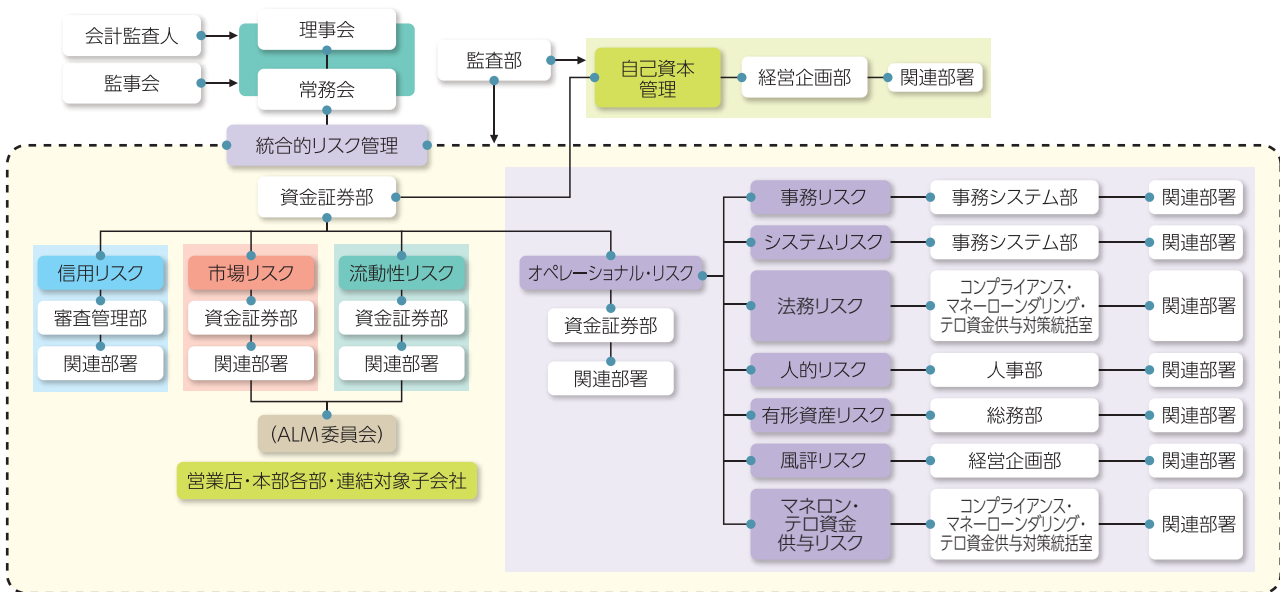 会計監査人
監事会
理事会
常務会
監査部
自己資本
管理
経営企画部
関連部署
統合的リスク管理
資金証券部
信用リスク
審査管理部
関連部署
市場リスク
資金証券部
関連部署
流動性リスク
資金証券部
関連部署
(ALM委員会)
営業店・本部各部・連結対象子会社
オペレーショナル・リスク
資金証券部
関連部署
事務リスク
事務システム部
関連部署
システムリスク
事務システム部
関連部署
法務リスク
コンプライアンス・
マネーローンダリング・
テロ資金供与対策統括室
関連部署
人的リスク
人事部
関連部署
有形資産リスク
総務部
関連部署
風評リスク
経営企画部
関連部署
マネロン・
テロ資金
供与リスク
コンプライアンス・
マネーローンダリング・
テロ資金供与対策統括室
関連部署